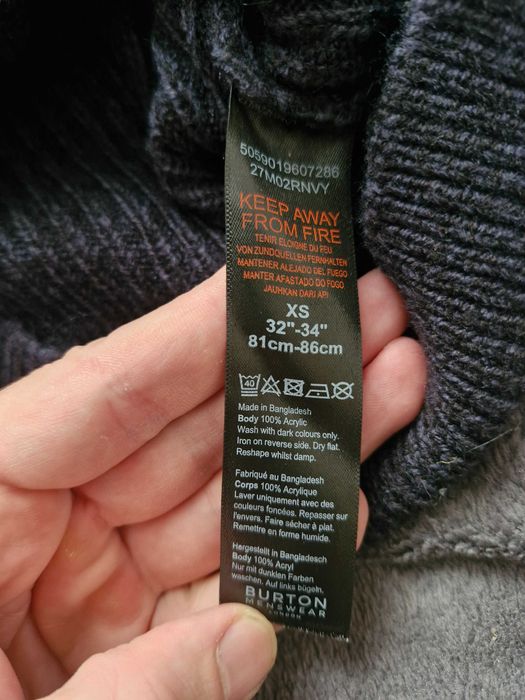 5059019607286
27M02RNVY
KEEP AWAY
FROM FIRE
TENIR ELOIGNE DU FEU
VON ZUNDQUELLEN FERNHALTEN
MANTENER ALEJADO DEL FUEGO
MANTER AFASTADO DO FOGO
JAUHKAN DARI API
XS
32"-34"
81cm-86cm
40
Made in Bangladesh
Body 100% Acrylic
Wash with dark colours only.
Iron on reverse side. Dry flat.
Reshape whilst damp.
Fabriqué au Bangladesh
Corps 100% Acrylique
Laver uniquement avec des
couleurs foncées. Repasser sur
l'envers. Faire sécher à plat.
Remettre en forme humide.
Hergestellt in Bangladesch
Body 100% Acryl
Nur mit dunklen Farben
waschen. Auf links bügeln.
BURTON
MENSWEAR
LONDON